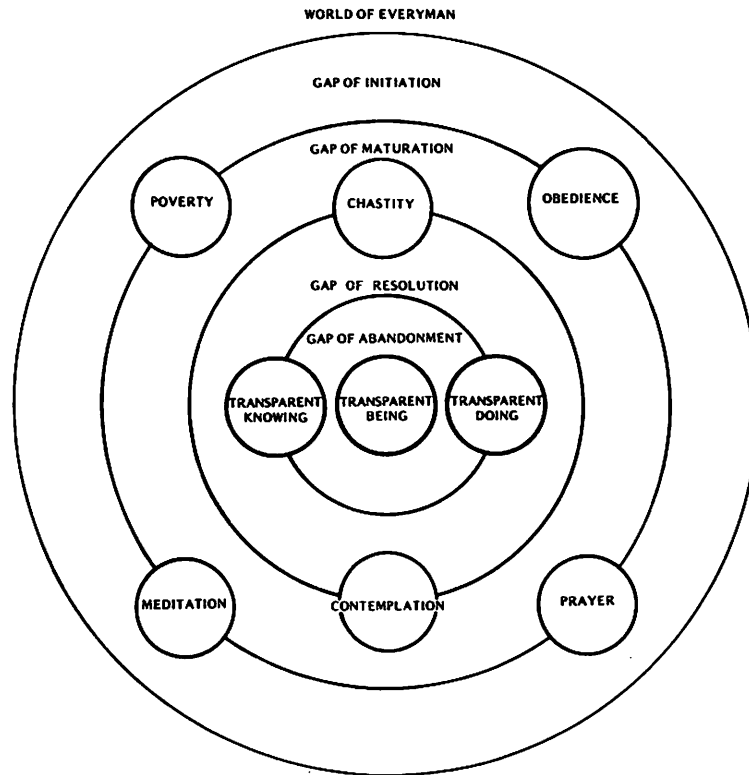 WORLD OF EVERYMAN
GAP OF INITIATION
GAP OF MATURATION
POVERTY
CHASTITY
OBEDIENCE
GAP OF RESOLUTION
GAP OF ABANDONMENT
TRANSPARENT
KNOWING
TRANSPARENT
BEING
TRANSPARENT
DOING
MEDITATION
CONTEMPLATION
PRAYER